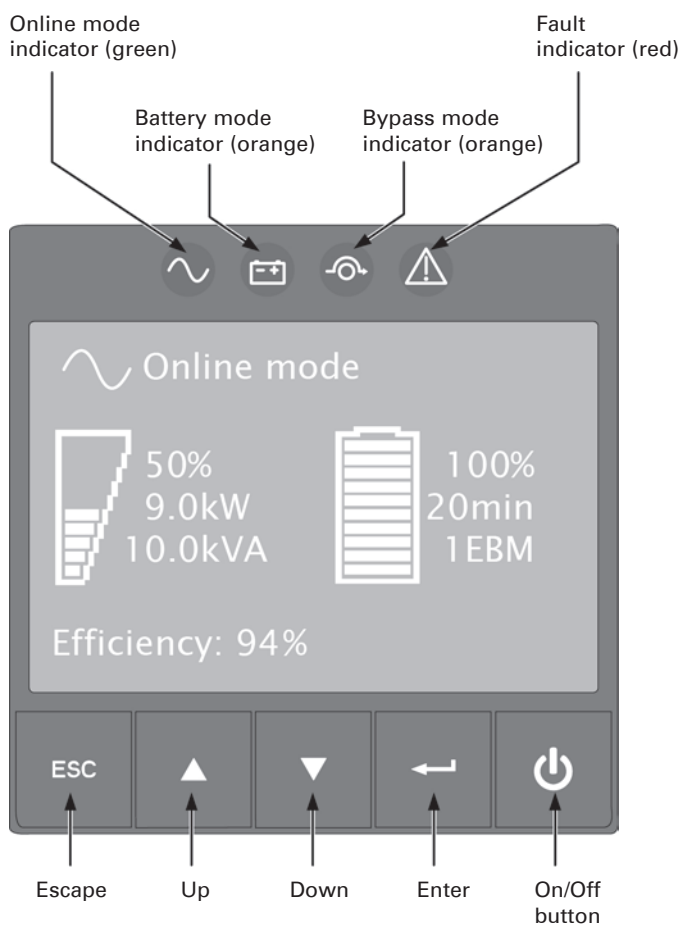 Online mode
indicator (green)
Fault
indicator (red)
Battery mode
indicator (orange)
Bypass mode
indicator (orange)
Online mode
50%
9.0kW
10.0kVA
100%
20min
1EBM
Efficiency: 94%
ESC
Escape
Up
Down
Enter
On/Off
button